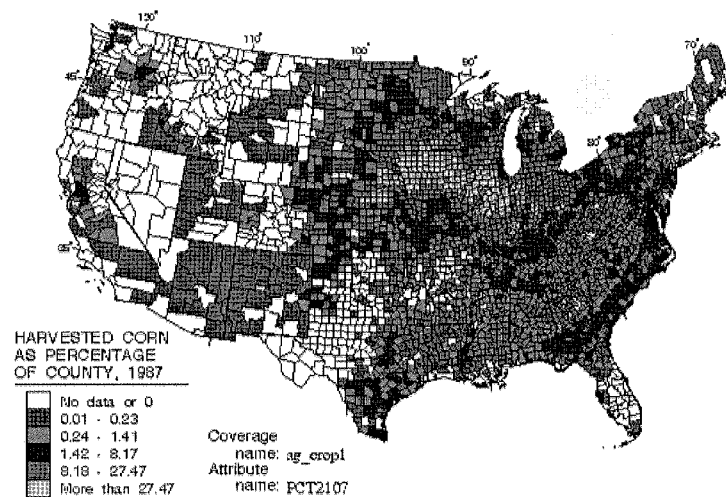 120°
110°
100°
90°
70°
45°
80°
35°
HARVESTED CORN
AS PERCENTAGE
OF COUNTY, 1987
No data or 0
0.01 - 0.23
0.24 - 1.41
1.42 - 8.17
8.18 - 27.47
More than 27.47
Coverage
name: ag_crop1
Attribute
name: PCT2107